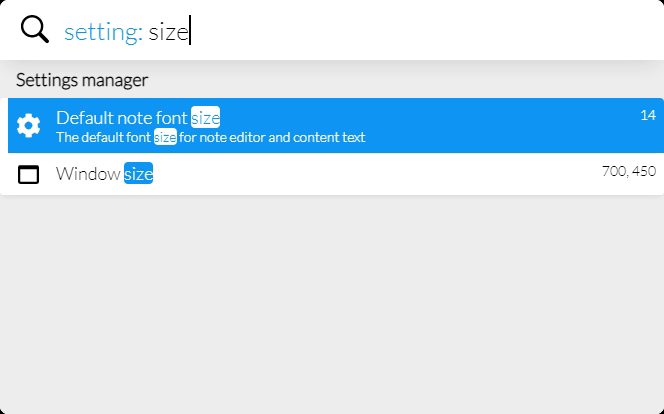 setting: size
Settings manager
Default note font size
14
The default font size for note editor and content text
Window size
700, 450